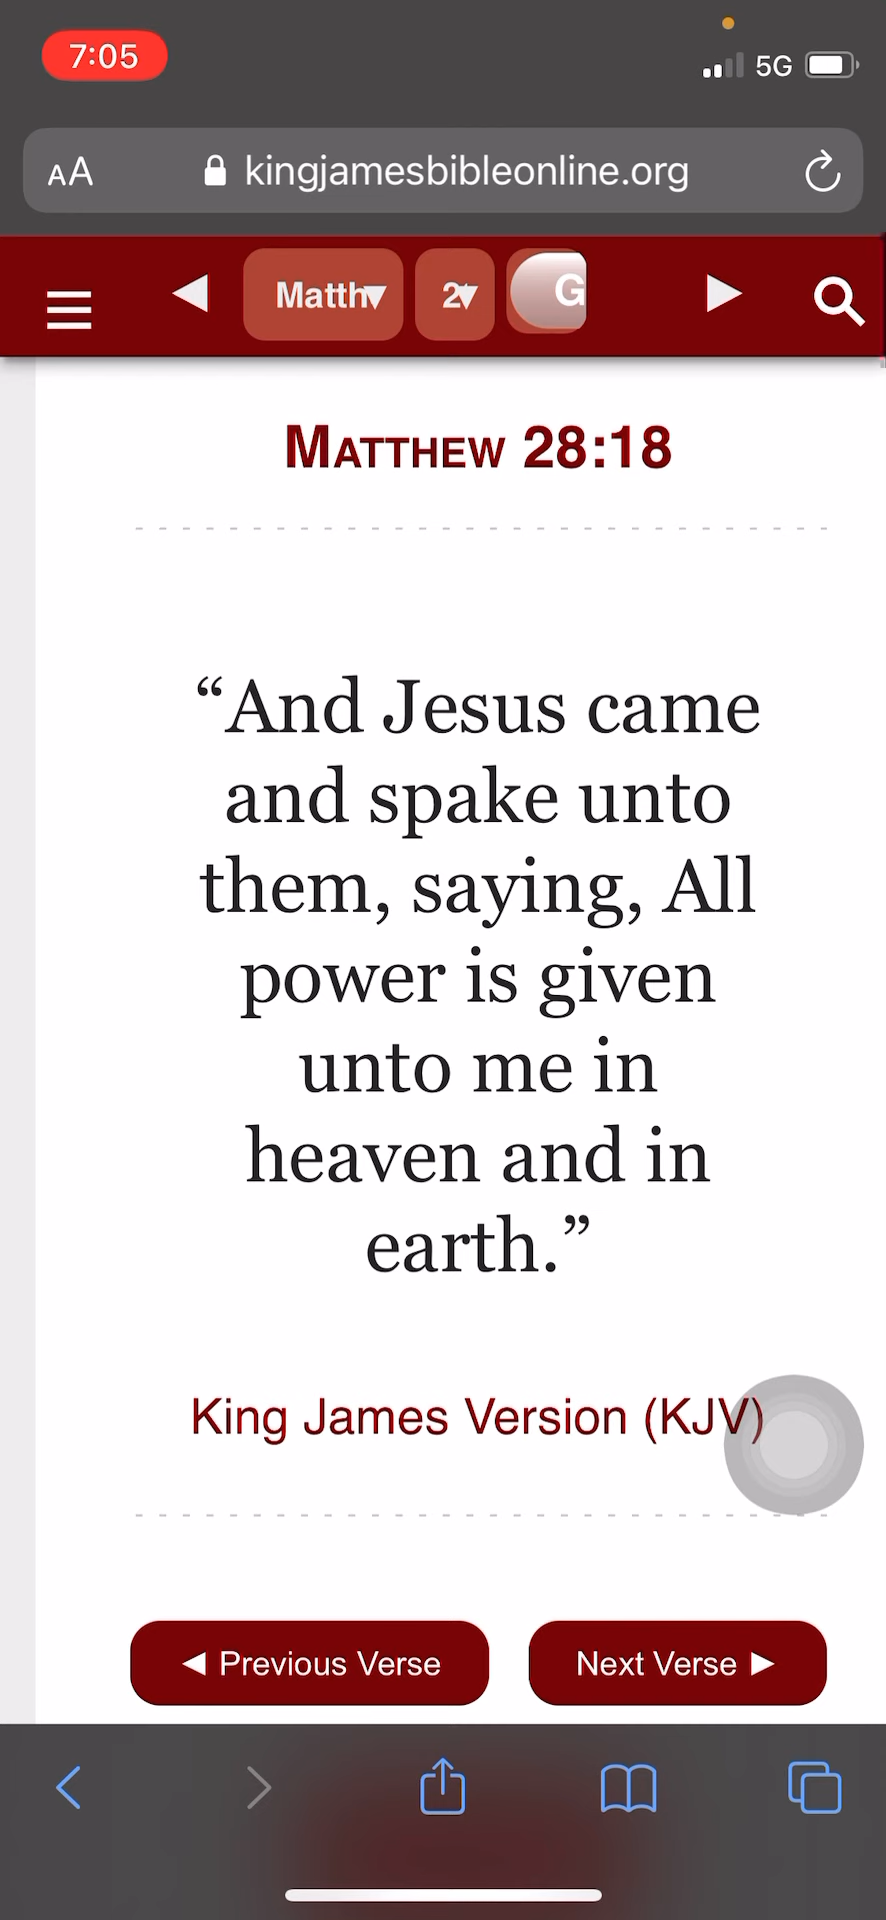 7:05
5G
AA kingjamesbibleonline.org
Matth 2 G
MATTHEW 28:18
“And Jesus came
and spake unto
them, saying, All
power is given
unto me in
heaven and in
earth.”
King James Version (KJV)
◄ Previous Verse Next Verse ►